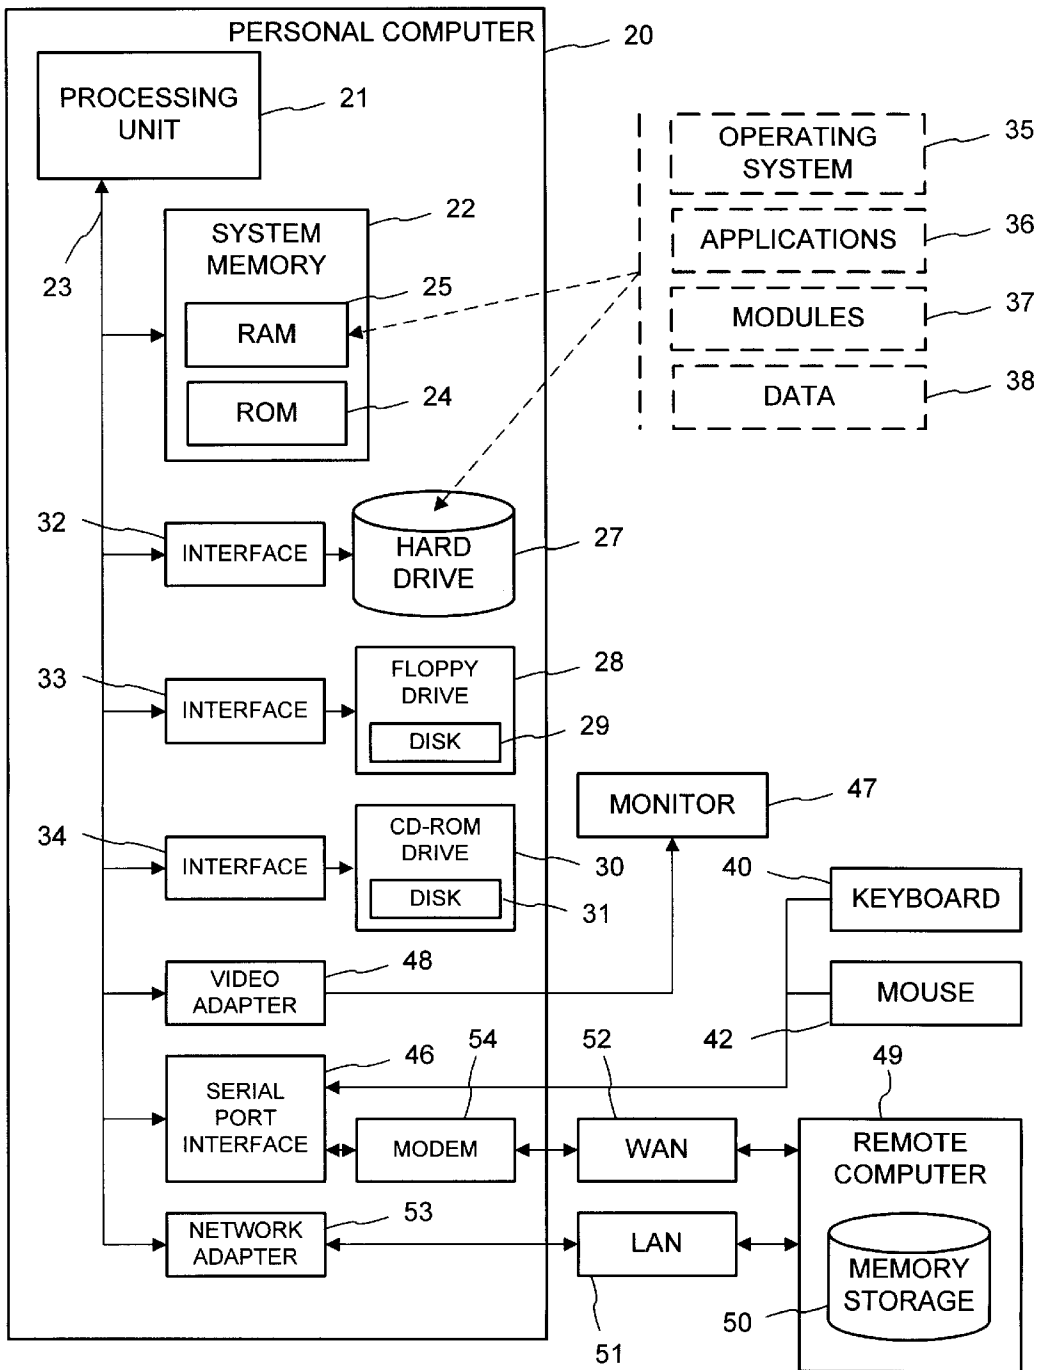 PERSONAL COMPUTER
20
PROCESSING
UNIT
21
23
22
SYSTEM
MEMORY
25
RAM
24
ROM
35
OPERATING
SYSTEM
36
APPLICATIONS
37
MODULES
38
DATA
32
INTERFACE
HARD
DRIVE
27
33
INTERFACE
FLOPPY
DRIVE
28
DISK
29
34
INTERFACE
CD-ROM
DRIVE
30
DISK
31
MONITOR
47
40
KEYBOARD
MOUSE
42
VIDEO
ADAPTER
48
46
SERIAL
PORT
INTERFACE
54
MODEM
52
WAN
49
REMOTE
COMPUTER
NETWORK
ADAPTER
53
LAN
51
MEMORY
STORAGE
50